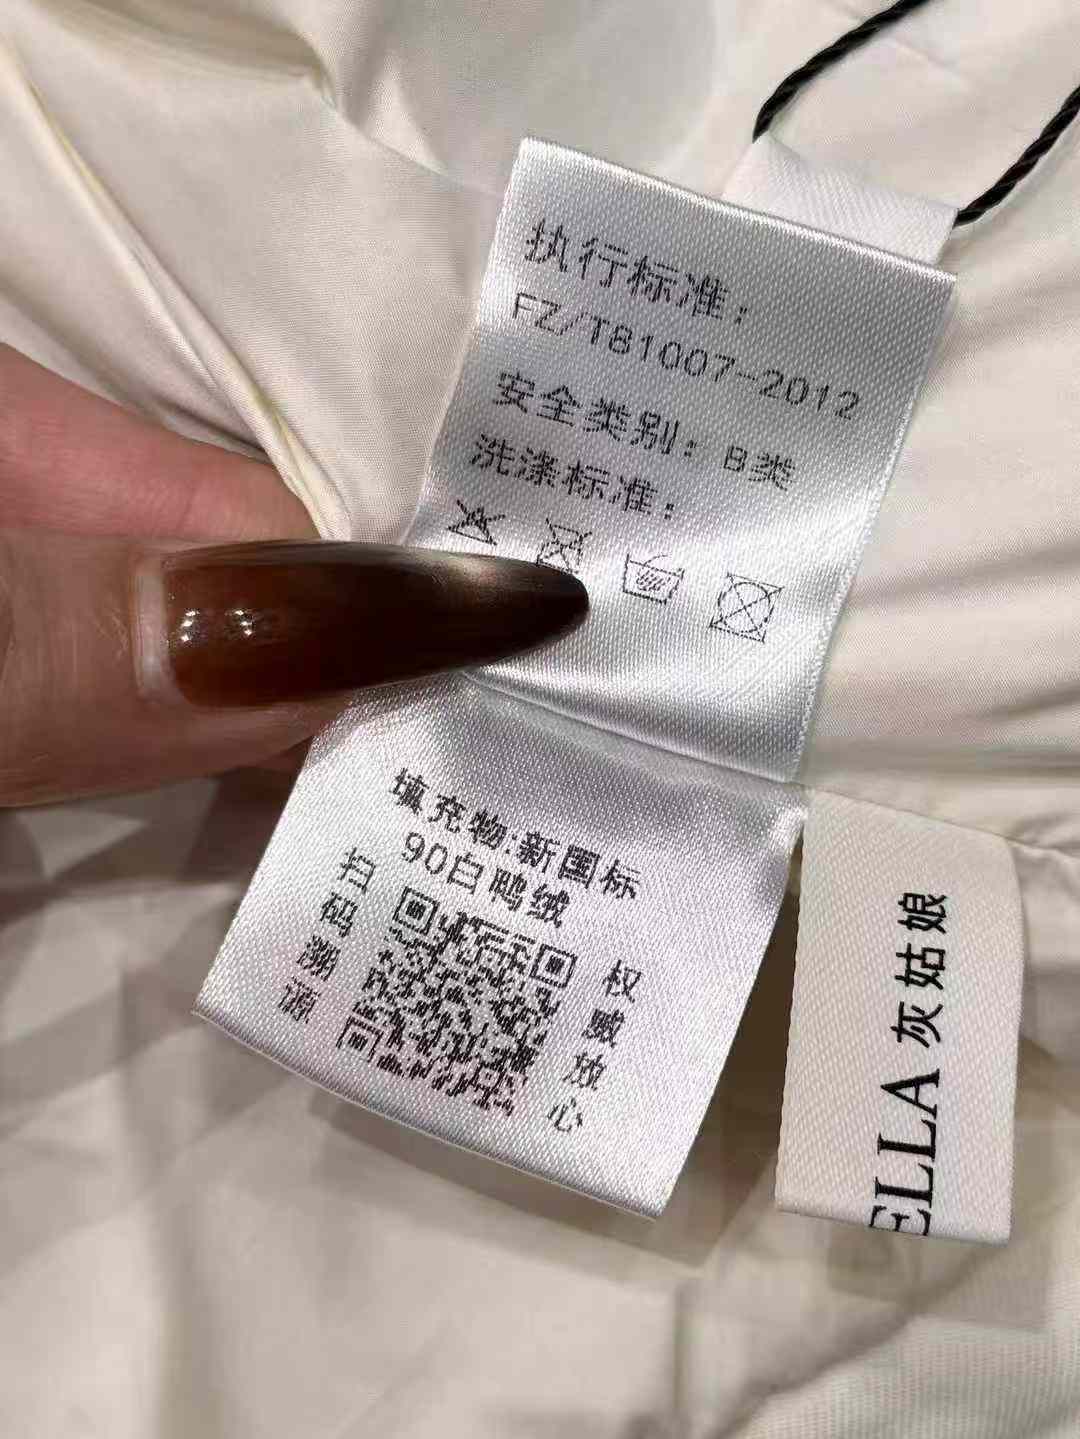 执行标准：
FZ/T81007-2012
安全类别：B类
洗涤标准：
填充物:新国标
90白鸭绒
扫码溯源
权威放心
ELLA 灰姑娘